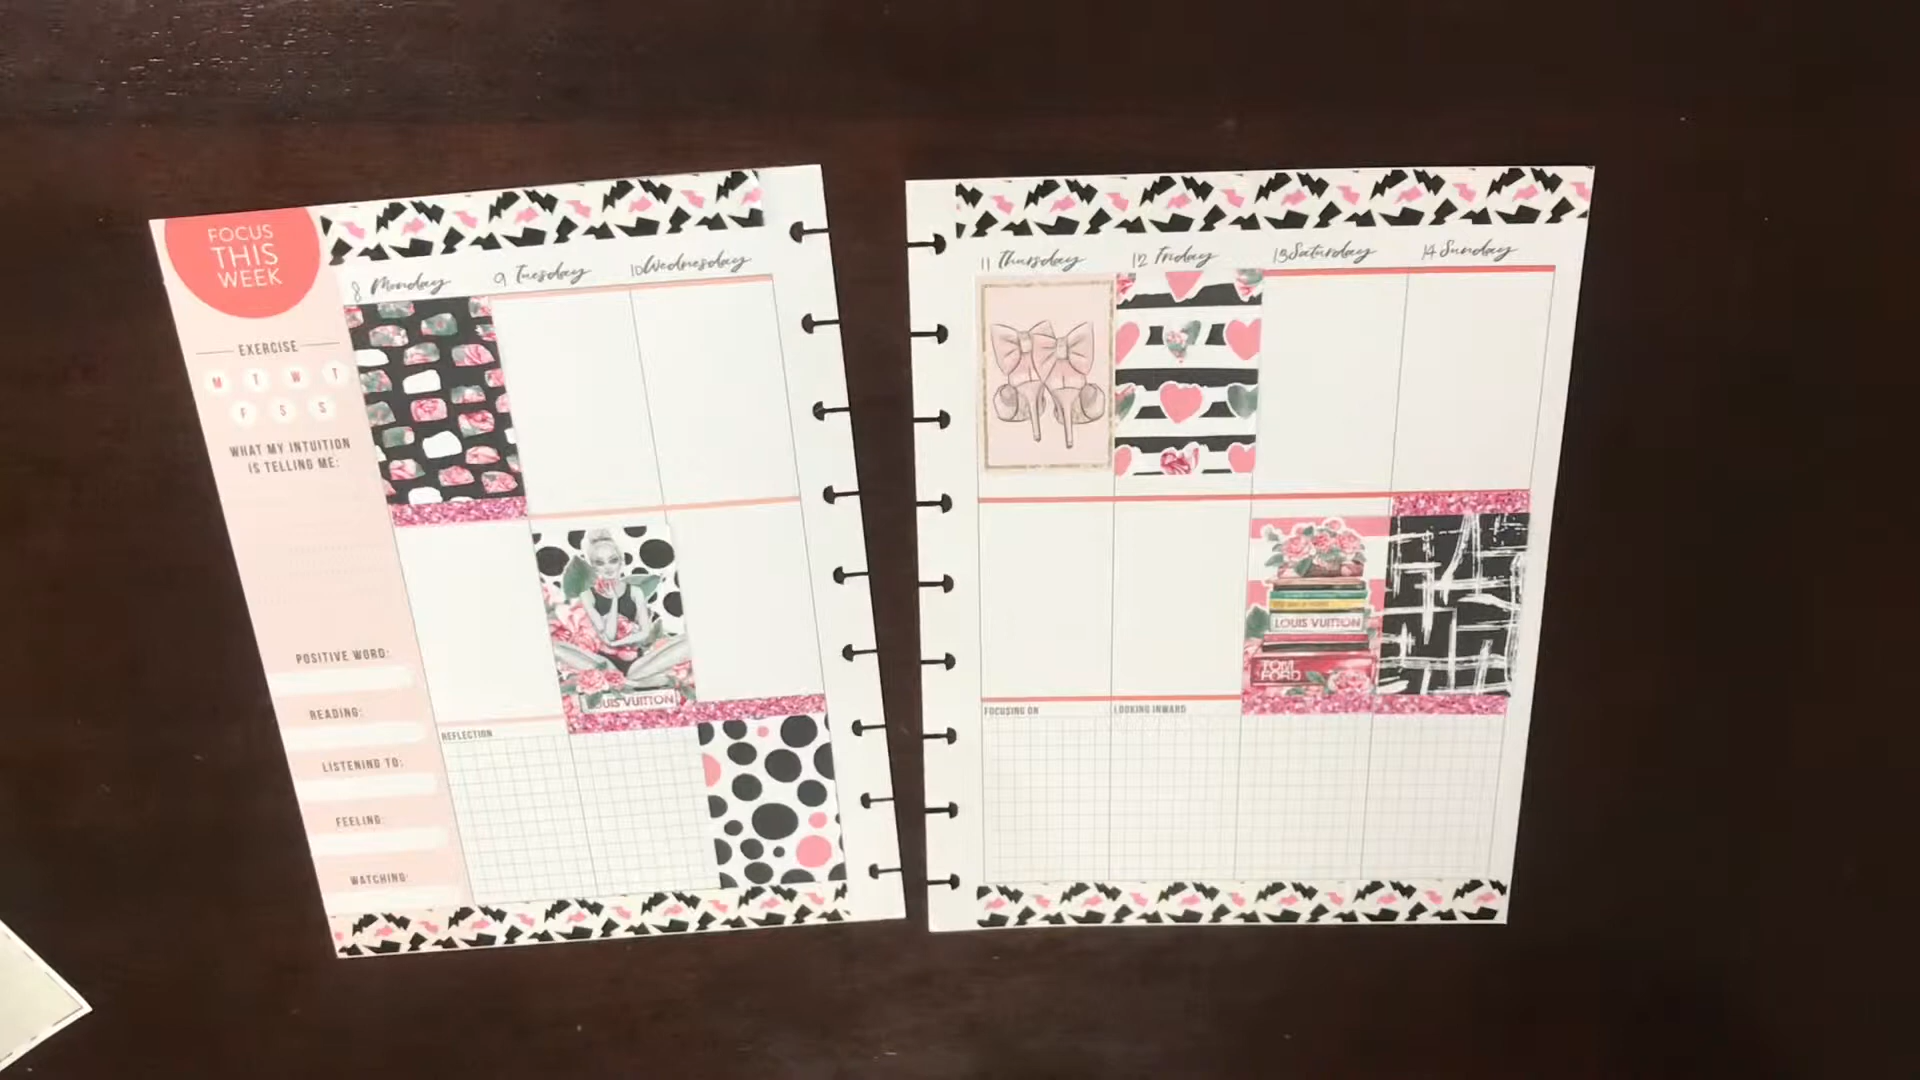 FOCUS
THIS
WEEK
EXERCISE
M T W T
F S S
WHAT MY INTUITION
IS TELLING ME:
POSITIVE WORD:
READING:
LISTENING TO:
FEELING:
WATCHING:
8 Monday
9 Tuesday
10 Wednesday
LOUIS VUITTON
REFLECTION
11 Thursday
12 Friday
13 Saturday
14 Sunday
LOUIS VUITTON
TOM
FORD
FOCUSING ON
LOOKING INWARD